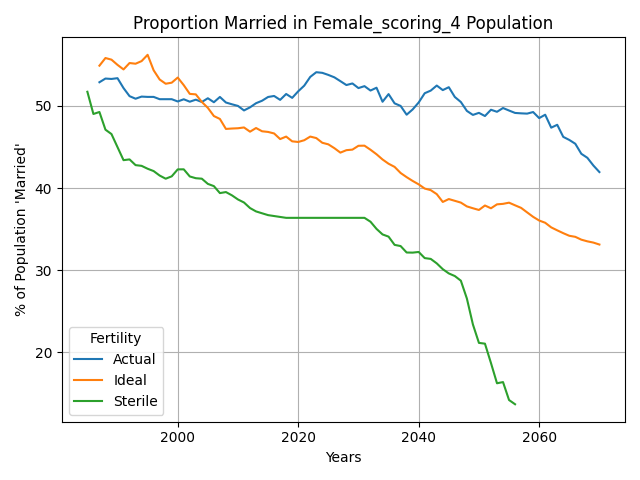 Proportion Married in Female_scoring_4 Population
% of Population 'Married'
50
40
30
20
Fertility
Actual
Ideal
Sterile
2000 2020 2040 2060
Years